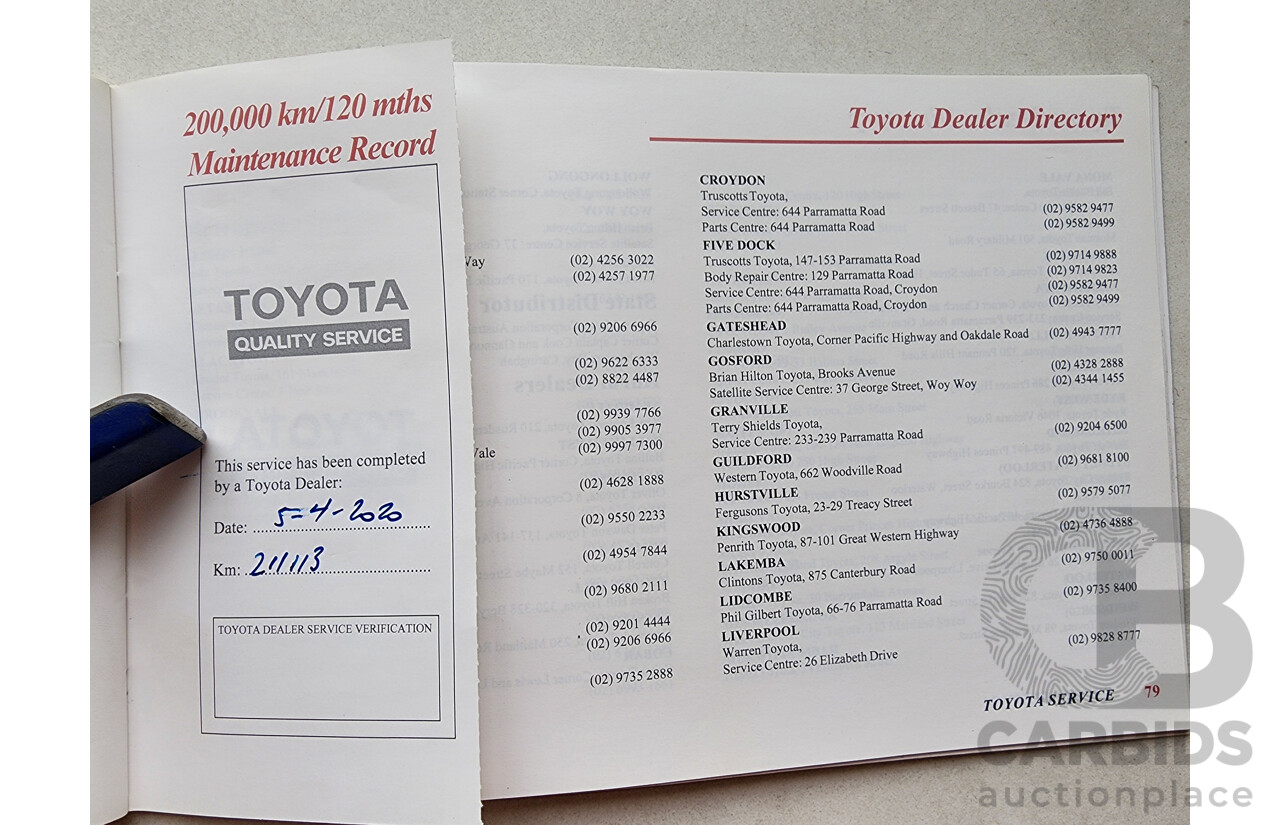 200,000 km/120 mths
Maintenance Record
TOYOTA
QUALITY SERVICE
This service has been completed
by a Toyota Dealer:
Date: 5-4-2020
Km: 211113
TOYOTA DEALER SERVICE VERIFICATION
(02) 4256 3022
(02) 4257 1977
(02) 9206 6966
(02) 9622 6333
(02) 8822 4487
(02) 9939 7766
(02) 9905 3977
(02) 9997 7300
(02) 4628 1888
(02) 9550 2233
(02) 4954 7844
(02) 9680 2111
(02) 9201 4444
(02) 9206 6966
(02) 9735 2888
Toyota Dealer Directory
CROYDON
Truscotts Toyota,
Service Centre: 644 Parramatta Road (02) 9582 9477
Parts Centre: 644 Parramatta Road (02) 9582 9499
FIVE DOCK
Truscotts Toyota, 147-153 Parramatta Road (02) 9714 9888
Body Repair Centre: 129 Parramatta Road (02) 9714 9823
Service Centre: 644 Parramatta Road, Croydon (02) 9582 9477
Parts Centre: 644 Parramatta Road, Croydon (02) 9582 9499
GATESHEAD
Charlestown Toyota, Corner Pacific Highway and Oakdale Road (02) 4943 7777
GOSFORD
Brian Hilton Toyota, Brooks Avenue (02) 4328 2888
Satellite Service Centre: 37 George Street, Woy Woy (02) 4344 1455
GRANVILLE
Terry Shields Toyota,
Service Centre: 233-239 Parramatta Road (02) 9204 6500
GUILDFORD
Western Toyota, 662 Woodville Road (02) 9681 8100
HURSTVILLE
Fergusons Toyota, 23-29 Treacy Street (02) 9579 5077
KINGSWOOD
Penrith Toyota, 87-101 Great Western Highway (02) 4736 4888
LAKEMBA
Clintons Toyota, 875 Canterbury Road (02) 9750 0011
LIDCOMBE
Phil Gilbert Toyota, 66-76 Parramatta Road (02) 9735 8400
LIVERPOOL
Warren Toyota,
Service Centre: 26 Elizabeth Drive (02) 9828 8777
TOYOTA SERVICE 79
CARBIDS
auctionplace